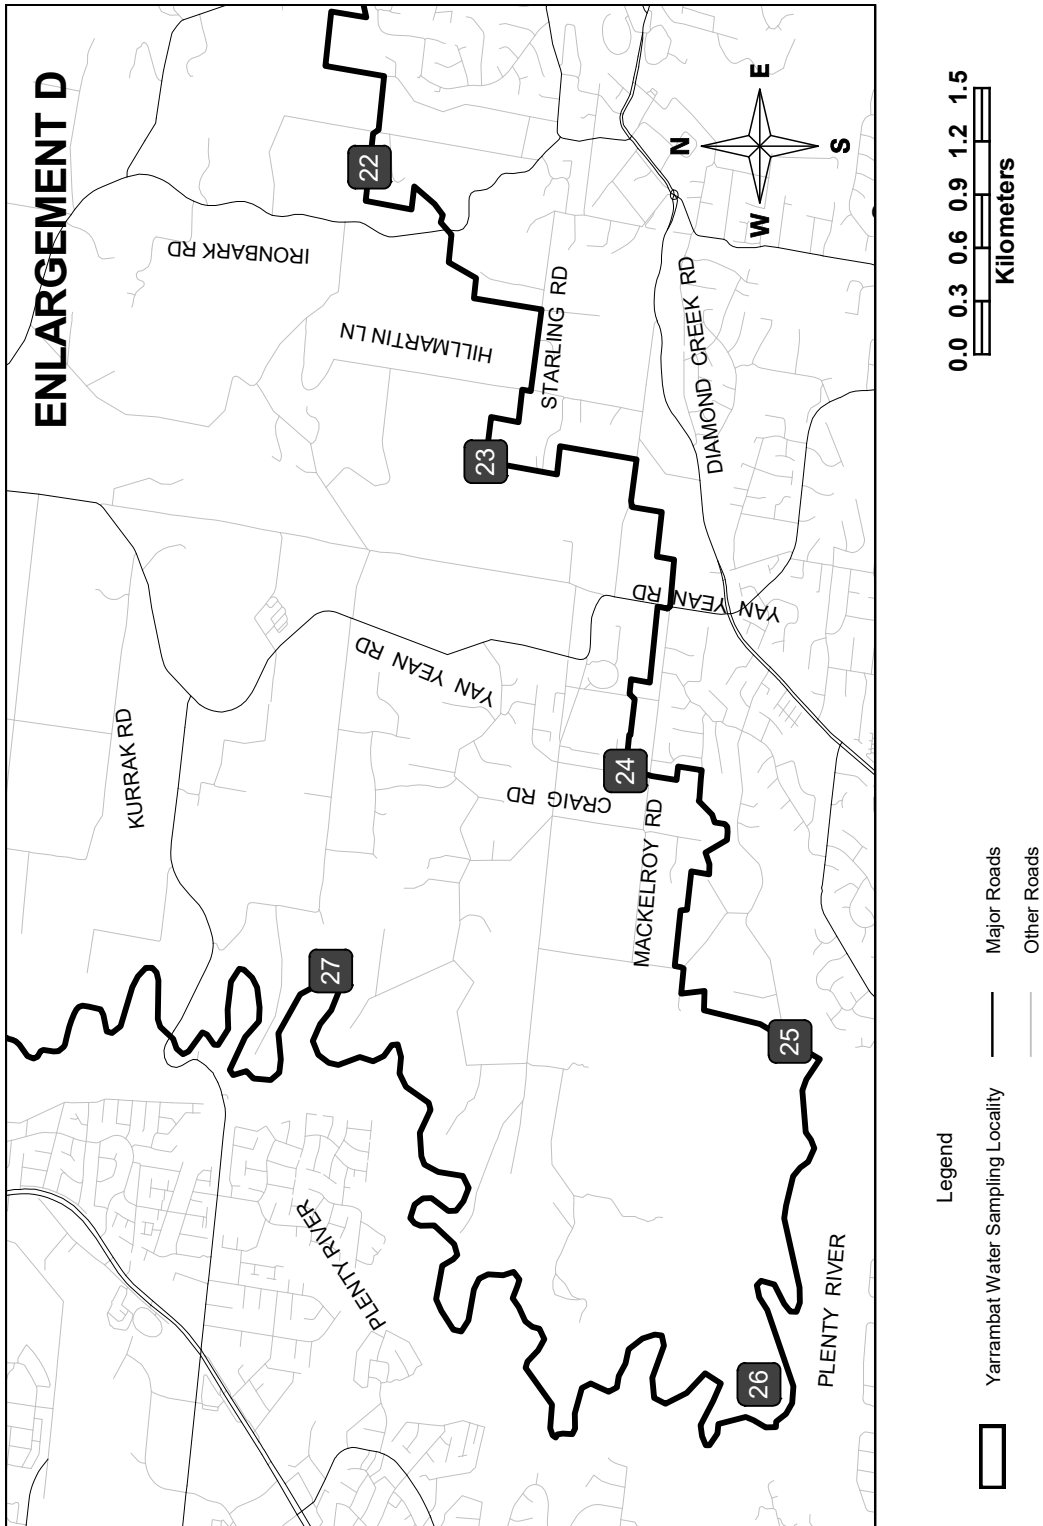 ENLARGEMENT D
KURRAK RD
YAN YEAN RD
HILLMARTIN LN
IRONBARK RD
PLENTY RIVER
CRAIG RD
STARLING RD
MACKELROY RD
YAN YEAN RD
DIAMOND CREEK RD
PLENTY RIVER
22
23
24
25
26
27
N
W
E
S
0.0 0.3 0.6 0.9 1.2 1.5
Kilometers
Legend
Yarrambat Water Sampling Locality
Major Roads
Other Roads